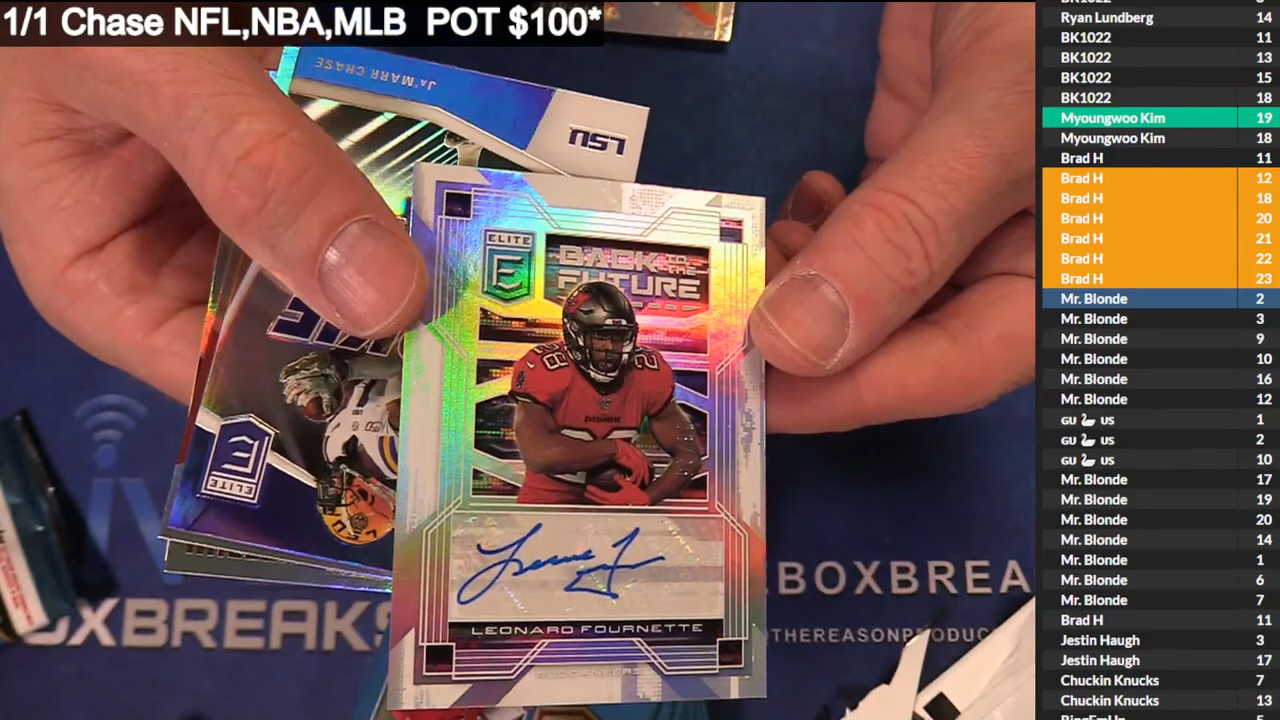 1/1 Chase NFL,NBA,MLB POT $100*
Ja'MARR CHASE
LSU
ELITE
E
BACK TO THE
FUTURE
28
28
BUCCANEERS
LEONARD FOURNETTE
BUCCANEERS
E
ELITE
OXBREAKS
BOXBREA
THEREASONPRODUC
BK1022
Ryan Lundberg 14
BK1022 11
BK1022 13
BK1022 15
BK1022 18
Myoungwoo Kim 19
Myoungwoo Kim 18
Brad H 11
Brad H 12
Brad H 18
Brad H 20
Brad H 21
Brad H 22
Brad H 23
Mr. Blonde 2
Mr. Blonde 3
Mr. Blonde 9
Mr. Blonde 10
Mr. Blonde 16
Mr. Blonde 12
GU US 1
GU US 2
GU US 10
Mr. Blonde 17
Mr. Blonde 19
Mr. Blonde 20
Mr. Blonde 14
Mr. Blonde 1
Mr. Blonde 6
Mr. Blonde 7
Brad H 11
Jestin Haugh 3
Jestin Haugh 17
Chuckin Knucks 7
Chuckin Knucks 13